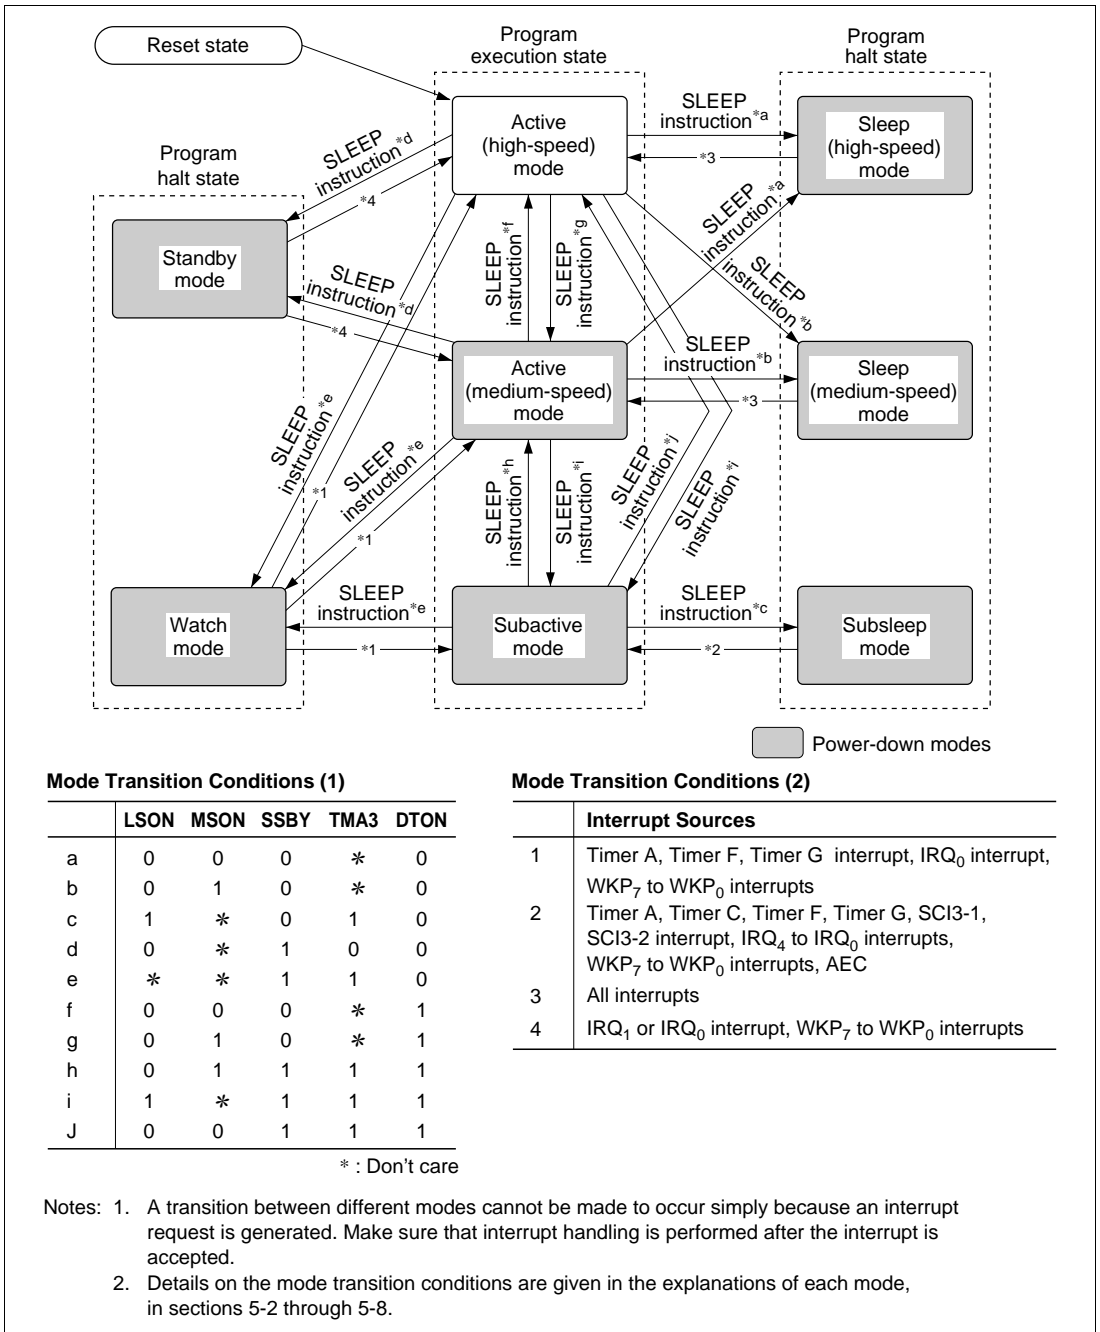 Reset state
Program
execution state
Program
halt state
Program
halt state
Active
(high-speed)
mode
SLEEP
instruction*a
*3
Sleep
(high-speed)
mode
SLEEP
instruction*d
*4
Standby
mode
SLEEP
instruction*d
*4
SLEEP
instruction*f
SLEEP
instruction*g
SLEEP
instruction*a
SLEEP
instruction*b
Active
(medium-speed)
mode
SLEEP
instruction*b
*3
Sleep
(medium-speed)
mode
SLEEP
instruction*e
*1
SLEEP
instruction*e
*1
SLEEP
instruction*h
SLEEP
instruction*i
SLEEP
instruction*j
SLEEP
instruction*i
Watch
mode
SLEEP
instruction*e
*1
Subactive
mode
SLEEP
instruction*c
*2
Subsleep
mode
Power-down modes
Mode Transition Conditions (1)
LSON MSON SSBY TMA3 DTON
a 0 0 0 * 0
b 0 1 0 * 0
c 1 * 0 1 0
d 0 * 1 0 0
e * * 1 1 0
f 0 0 0 * 1
g 0 1 0 * 1
h 0 1 1 1 1
i 1 * 1 1 1
J 0 0 1 1 1
* : Don't care
Mode Transition Conditions (2)
Interrupt Sources
1 Timer A, Timer F, Timer G interrupt, IRQ0 interrupt,
WKP7 to WKP0 interrupts
2 Timer A, Timer C, Timer F, Timer G, SCI3-1,
SCI3-2 interrupt, IRQ4 to IRQ0 interrupts,
WKP7 to WKP0 interrupts, AEC
3 All interrupts
4 IRQ1 or IRQ0 interrupt, WKP7 to WKP0 interrupts
Notes: 1. A transition between different modes cannot be made to occur simply because an interrupt
request is generated. Make sure that interrupt handling is performed after the interrupt is
accepted.
2. Details on the mode transition conditions are given in the explanations of each mode,
in sections 5-2 through 5-8.